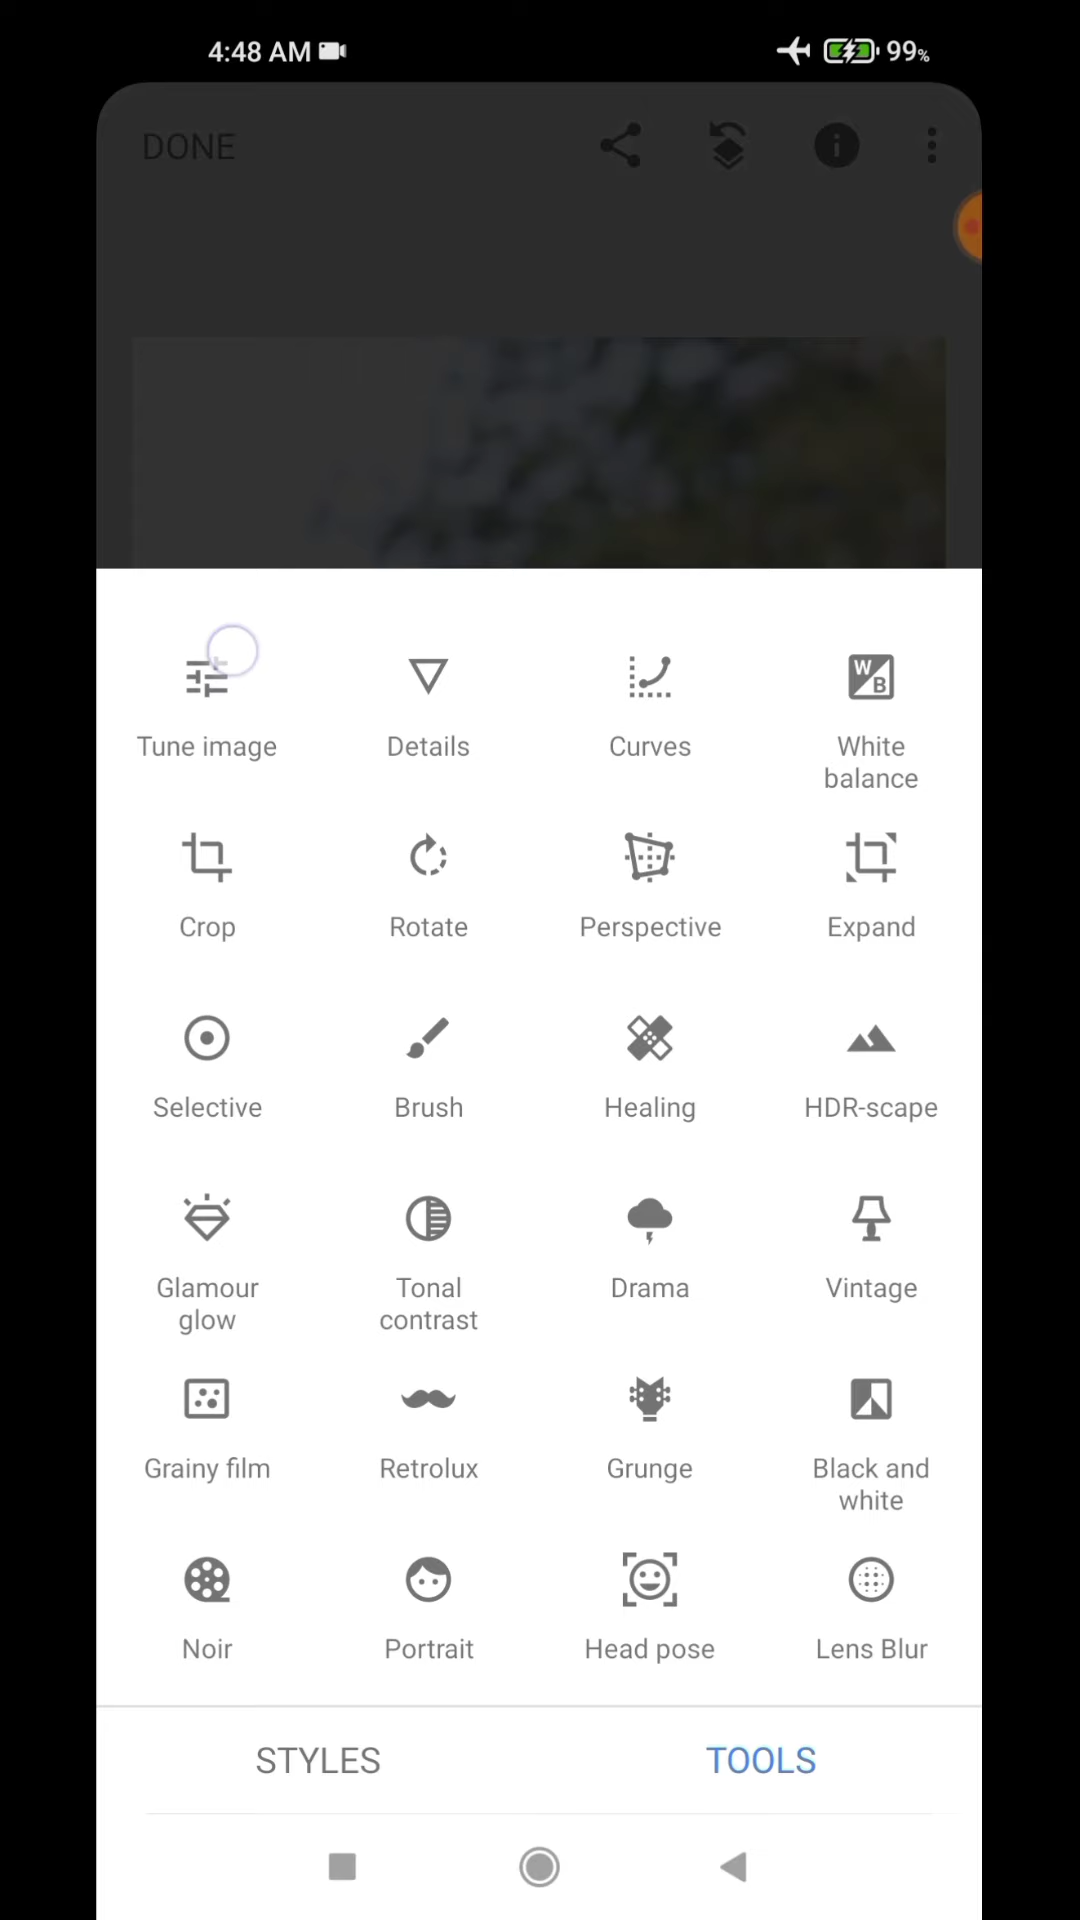 4:48 AM 99%
DONE
Tune image Details Curves White balance
Crop Rotate Perspective Expand
Selective Brush Healing HDR-scape
Glamour glow Tonal contrast Drama Vintage
Grainy film Retrolux Grunge Black and white
Noir Portrait Head pose Lens Blur
STYLES TOOLS